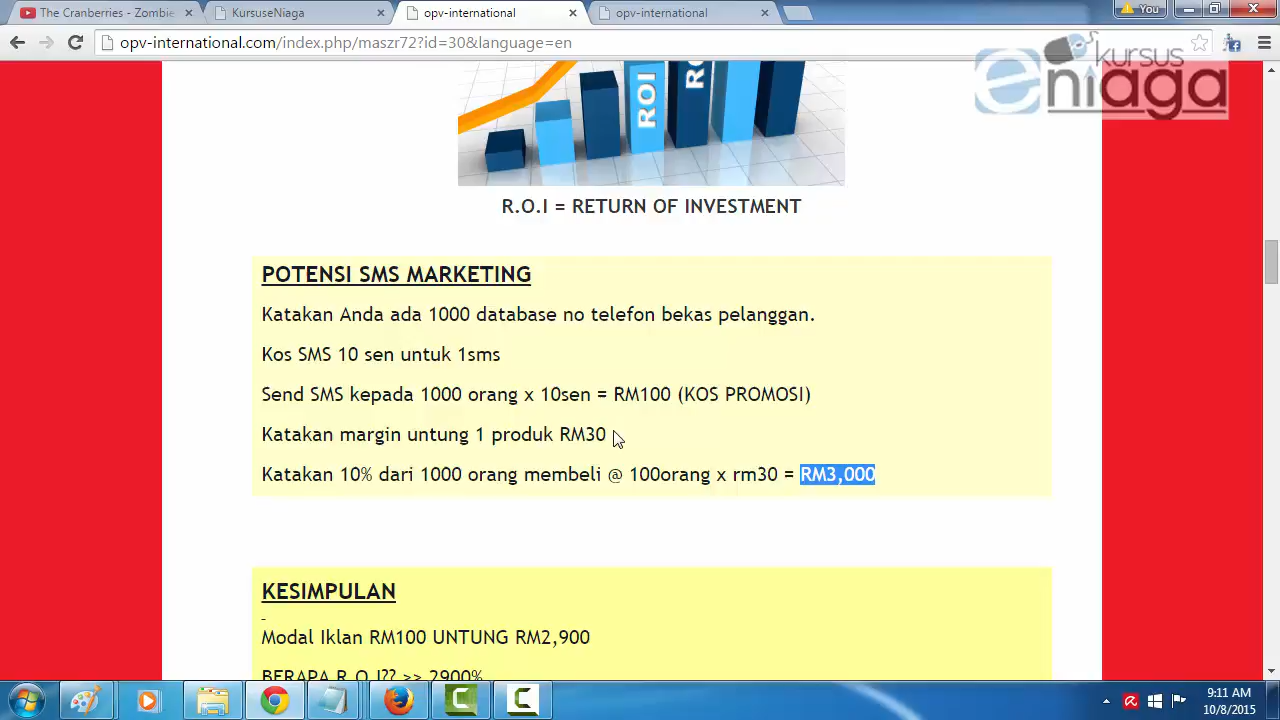 The Cranberries - Zombie
KursuseNiaga
opv-international
opv-international
You
opv-international.com/index.php/maszr72?id=30&language=e
kursus
eniaga
ROI
R.O.I = RETURN OF INVESTMENT
POTENSI SMS MARKETING
Katakan Anda ada 1000 database no telefon bekas pelanggan.
Kos SMS 10 sen untuk 1sms
Send SMS kepada 1000 orang x 10sen = RM100 (KOS PROMOSI)
Katakan margin untung 1 produk RM30
Katakan 10% dari 1000 orang membeli @ 100orang x rm30 = RM3,000
KESIMPULAN
Modal Iklan RM100 UNTUNG RM2,900
BERAPA R.O.I?? >> 2900%
9:11 AM
10/8/2015